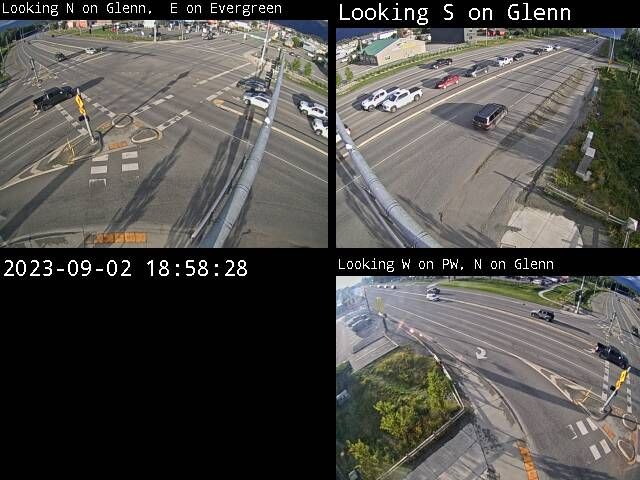 Looking N on Glenn,  E on Evergreen
Looking S on Glenn
2023-09-02 18:58:28
Looking W on PW, N on Glenn